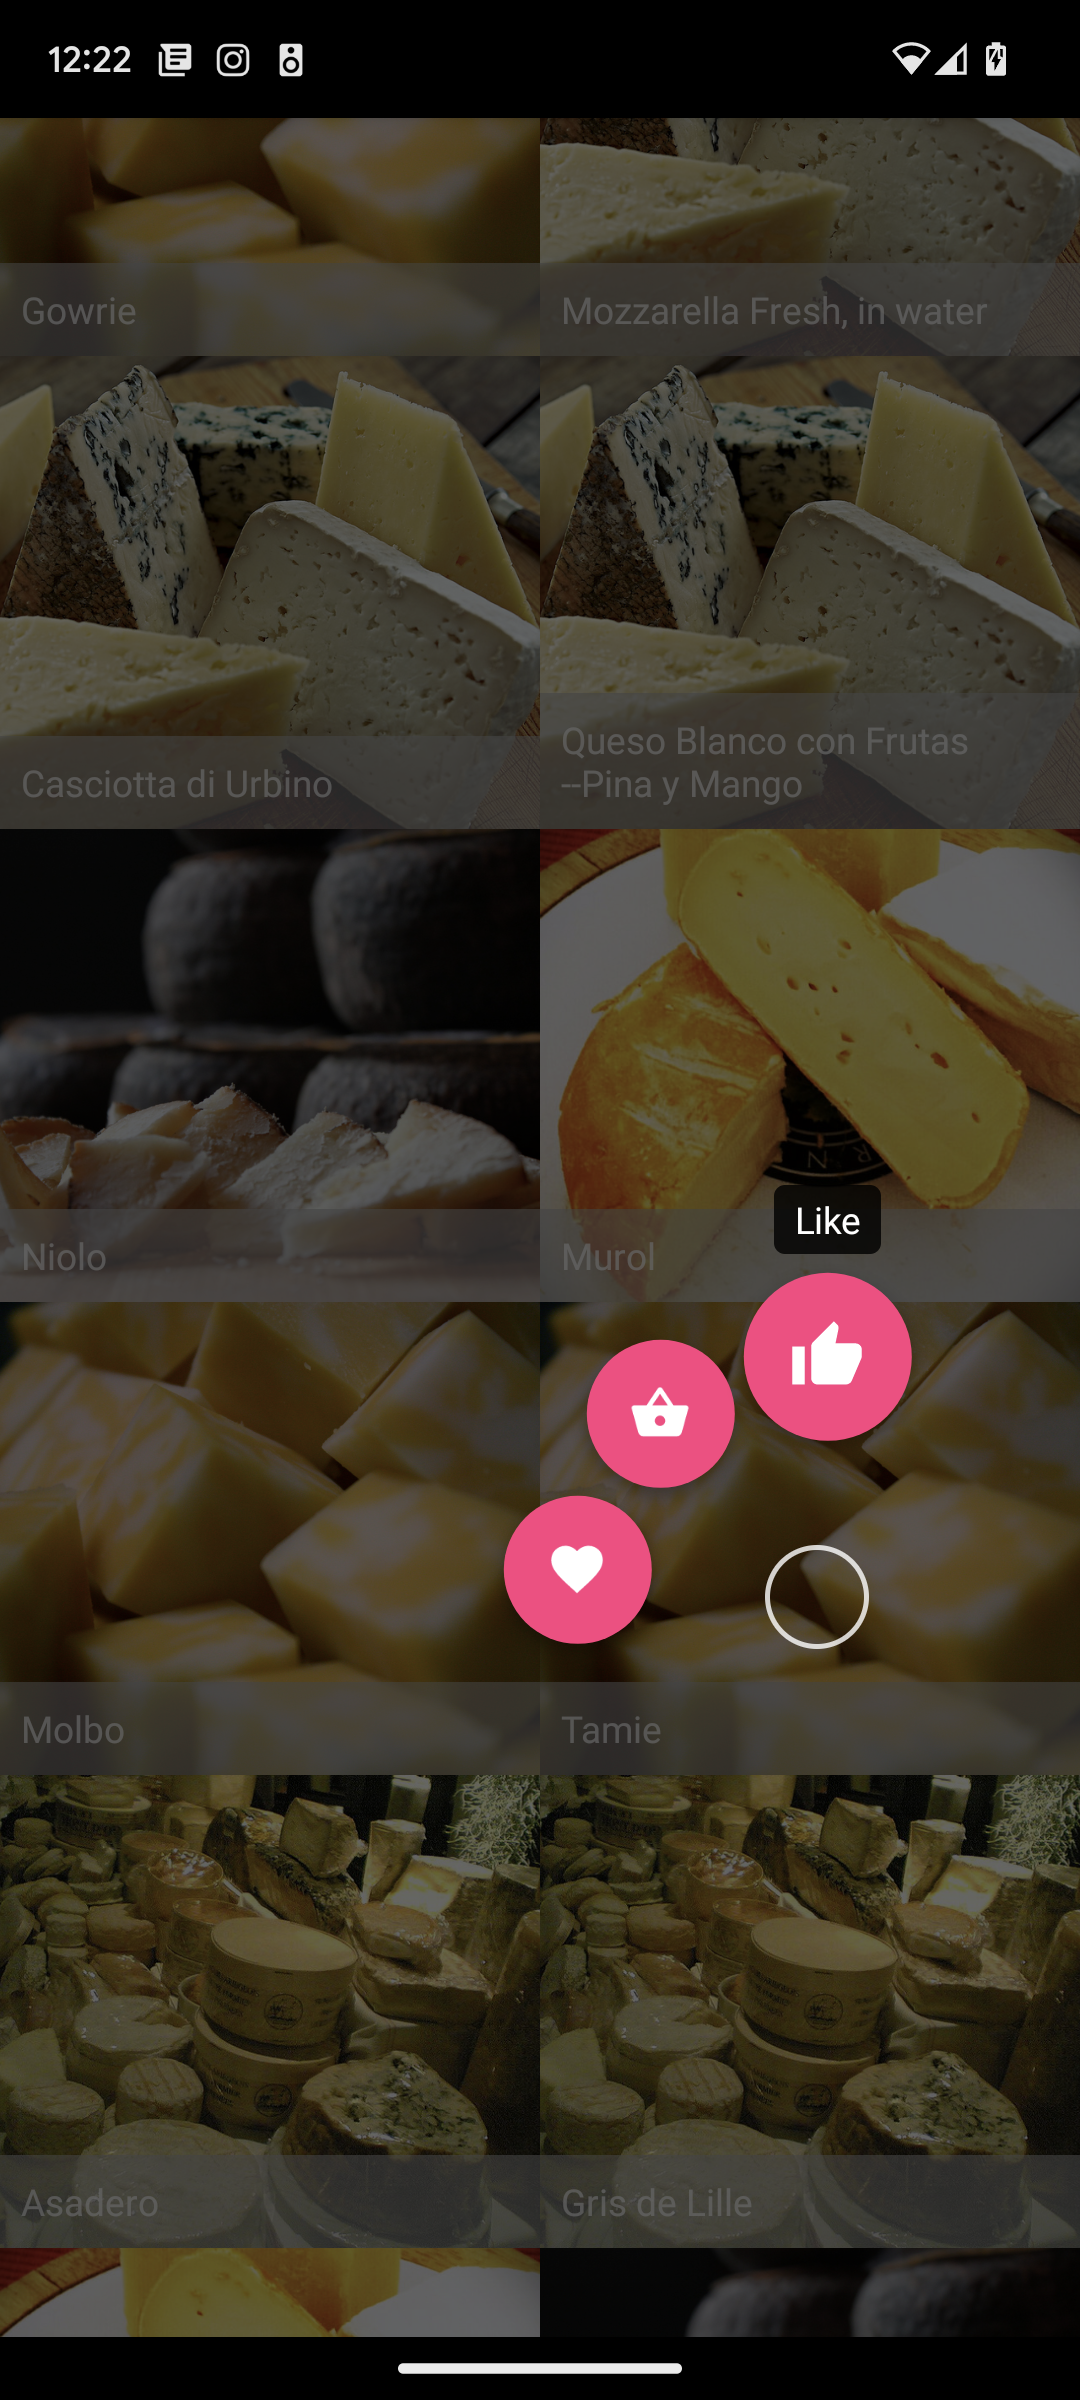 12:22
Gowrie
Mozzarella Fresh, in water
Casciotta di Urbino
Queso Blanco con Frutas
--Pina y Mango
Niolo
Murol
Like
Molbo
Tamie
Asadero
Gris de Lille